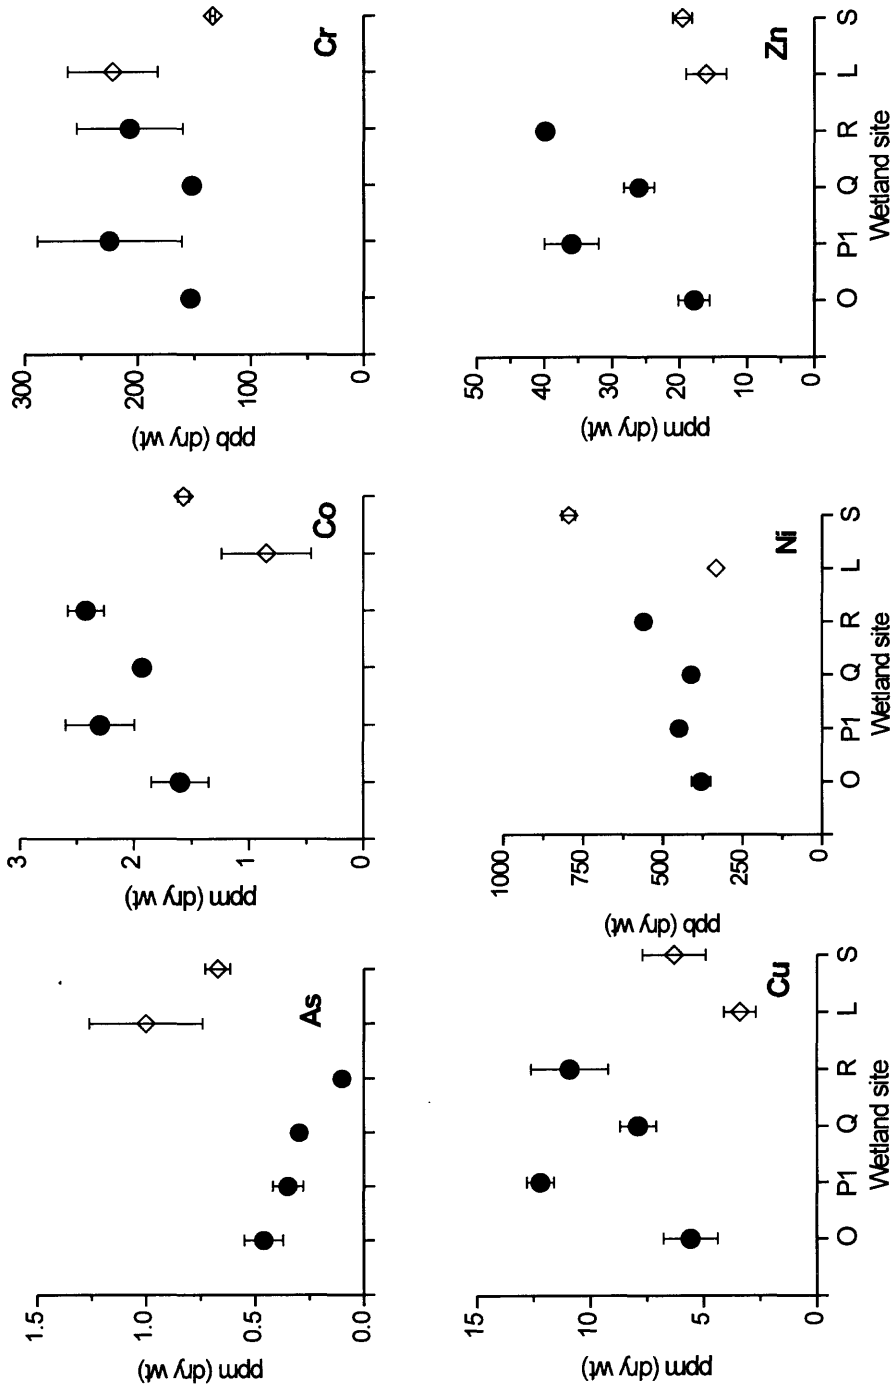 1.5
1.0
0.5
0.0
ppm (dry wt)
As
3
2
1
0
ppm (dry wt)
Co
300
200
100
0
ppb (dry wt)
Cr
15
10
5
0
ppm (dry wt)
Cu
O P1 Q R L S
Wetland site
1000
750
500
250
0
ppb (dry wt)
Ni
O P1 Q R L S
Wetland site
50
40
30
20
10
0
ppm (dry wt)
Zn
O P1 Q R L S
Wetland site